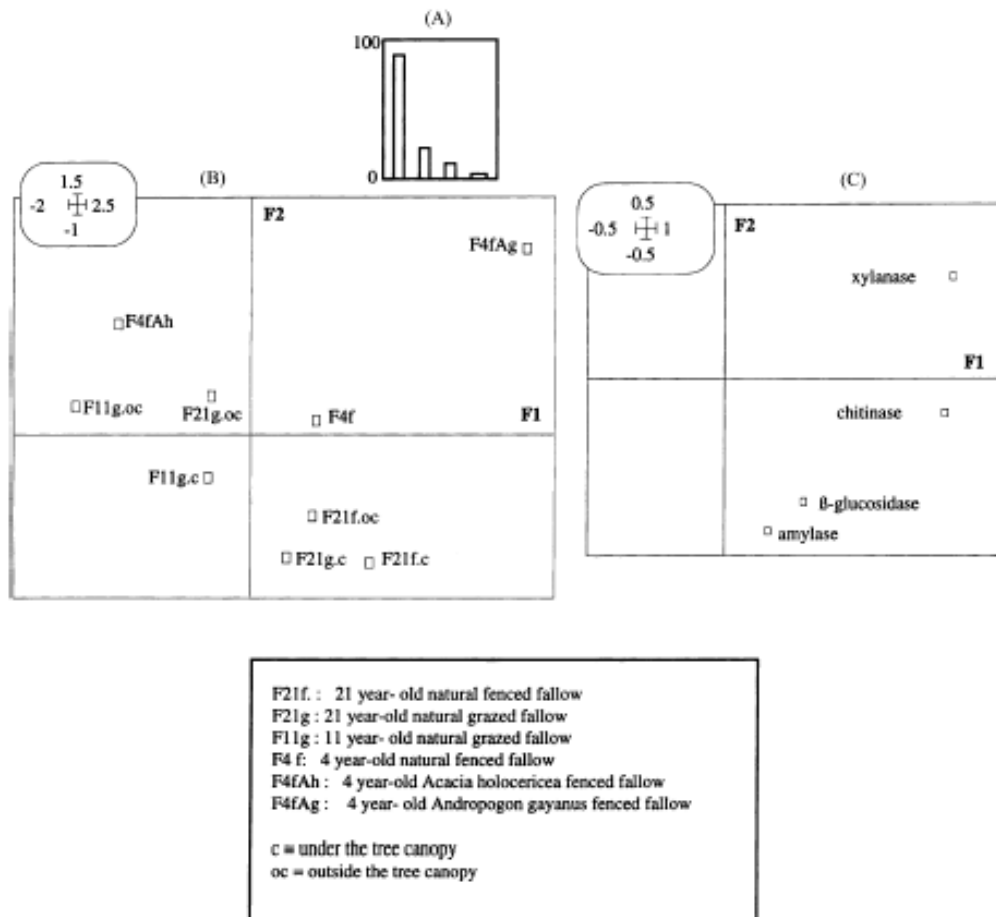 (A)
100
0
(B)
1.5
-2 2.5
-1
F2
F4fAg
F4fAh
F11g.oc
F21g.oc
F4f
F1
F11g.c
F21f.oc
F21g.c
F21f.c
(C)
0.5
-0.5 1
-0.5
F2
xylanase
F1
chitinase
ß-glucosidase
amylase
F21f. : 21 year- old natural fenced fallow
F21g : 21 year-old natural grazed fallow
F11g : 11 year- old natural grazed fallow
F4 f: 4 year-old natural fenced fallow
F4fAh : 4 year-old Acacia holocericea fenced fallow
F4fAg : 4 year- old Andropogon gayanus fenced fallow
c = under the tree canopy
oc = outside the tree canopy